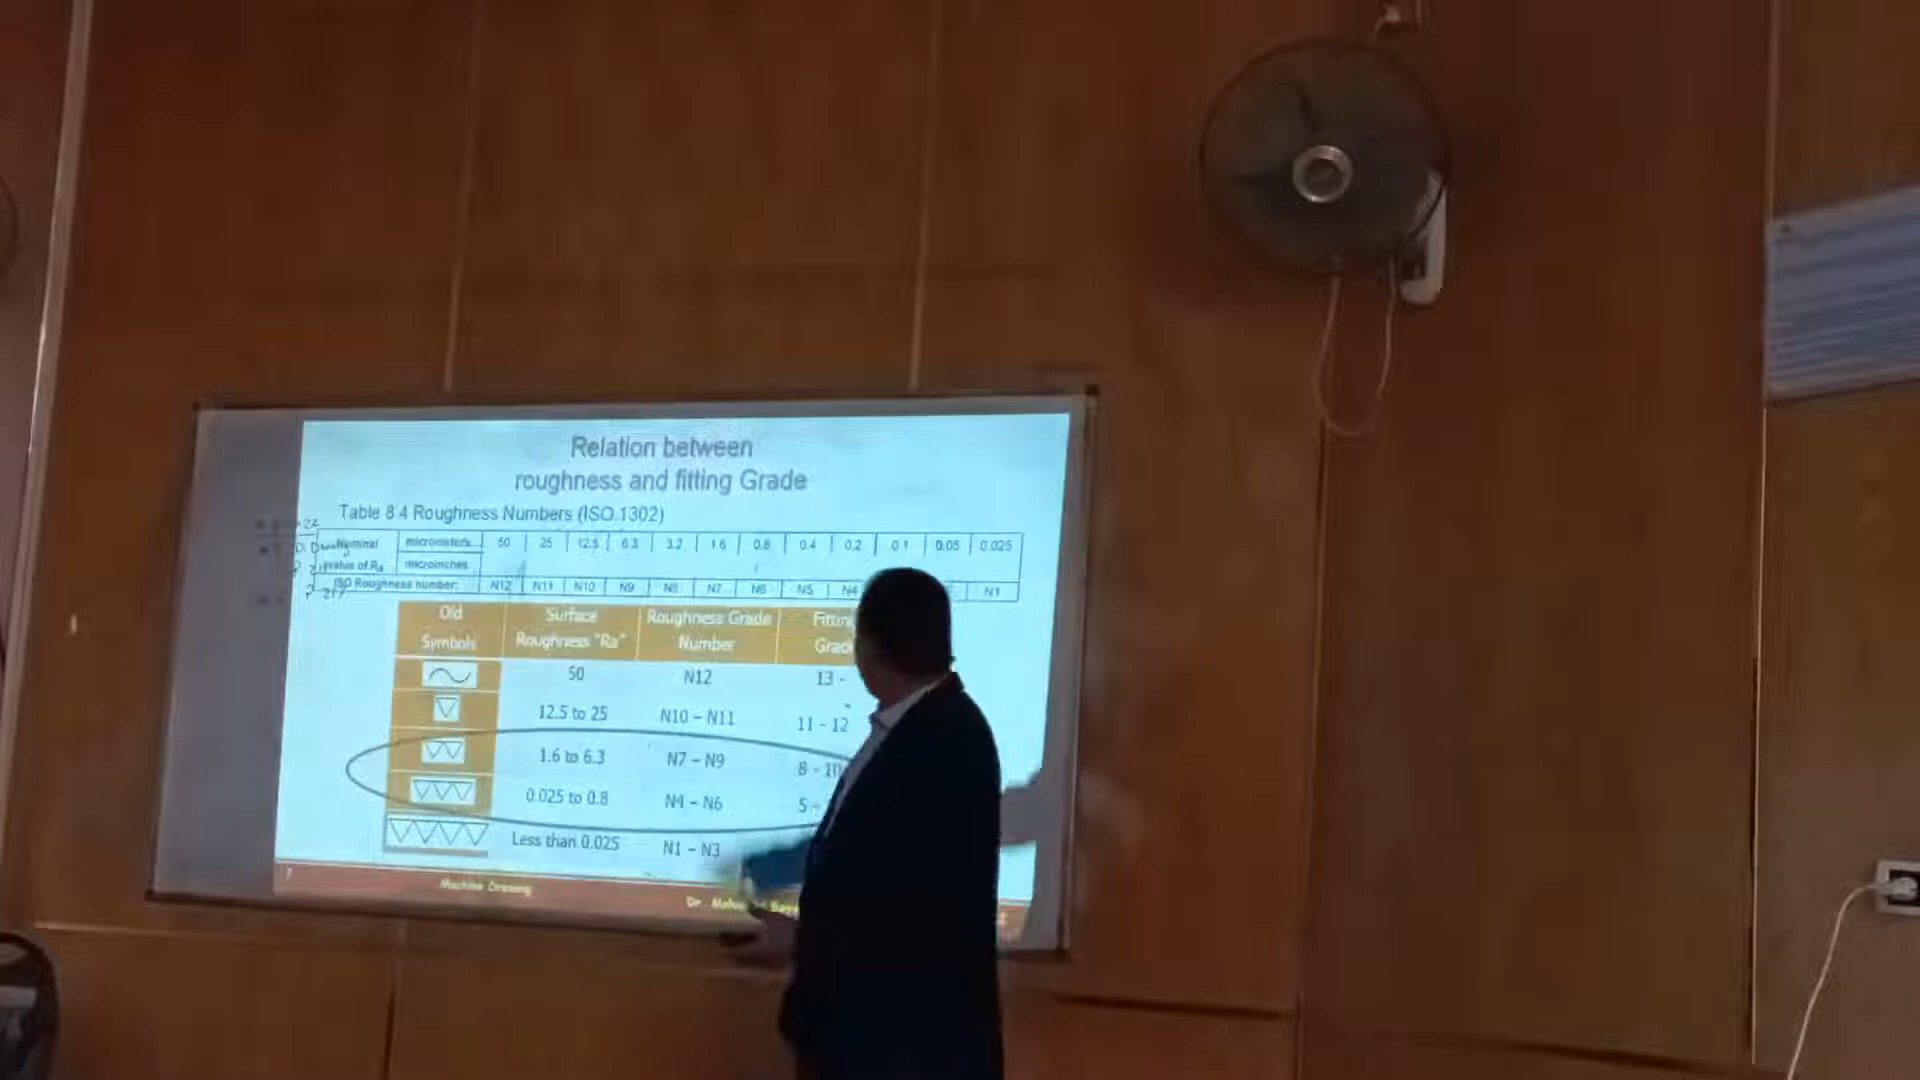 Relation between
roughness and fitting Grade
Table 8 4 Roughness Numbers (ISO 1302)
Nominal micrometers 50 25 12.5 6.3 3.2 1.6 0.8 0.4 0.2 0.1 0.05 0.025
value of Ra microinches
ISO Roughness number: N12 N11 N10 N9 N8 N7 N6 N5 N4 N1
Old Surface Roughness Grade
Symbols Roughness "Ra" Number
50 N12 13 -
12.5 to 25 N10 – N11 11 - 12
1.6 to 6.3 N7 – N9 8 - 10
0.025 to 0.8 N4 – N6 5 -
Less than 0.025 N1 – N3
7 Machine Drawing Dr